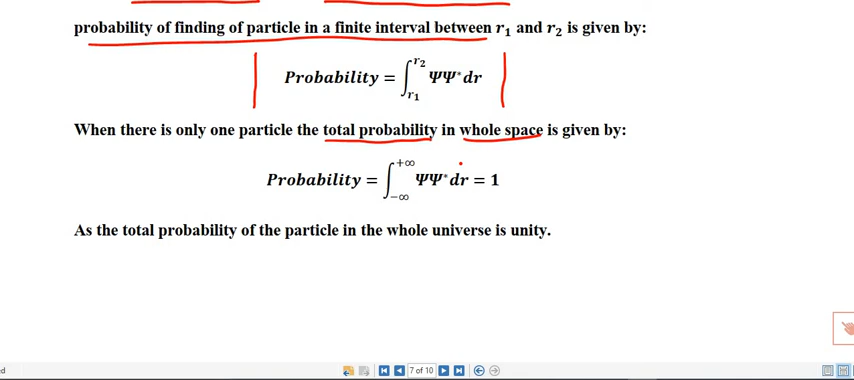 probability of finding of particle in a finite interval between r₁ and r₂ is given by:
Probability = ∫_{r₁}^{r₂} ΨΨ* dr
When there is only one particle the total probability in whole space is given by:
Probability = ∫_{−∞}^{+∞} ΨΨ* dr = 1
As the total probability of the particle in the whole universe is unity.
ed
7 of 10